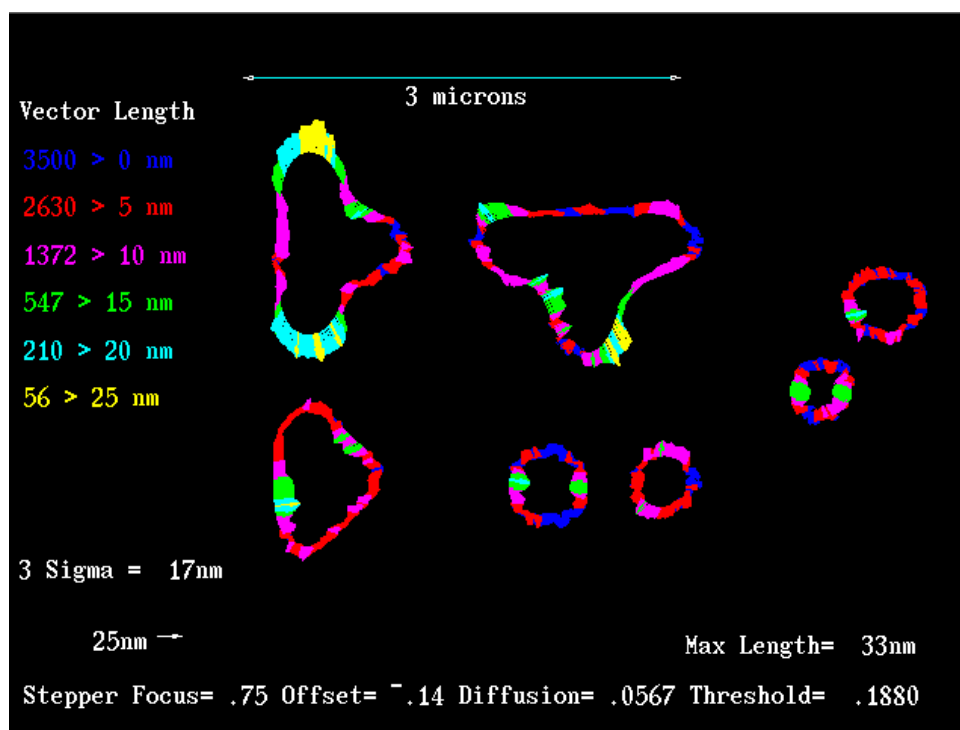 3 microns
Vector Length
3500 > 0 nm
2630 > 5 nm
1372 > 10 nm
547 > 15 nm
210 > 20 nm
56 > 25 nm
3 Sigma = 17nm
25nm
Max Length= 33nm
Stepper Focus= .75 Offset= ‾.14 Diffusion= .0567 Threshold= .1880